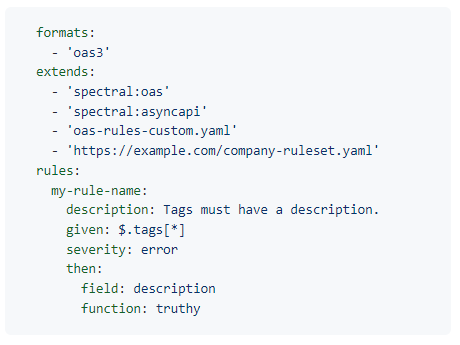 formats:
  - 'oas3'
extends:
  - 'spectral:oas'
  - 'spectral:asyncapi'
  - 'oas-rules-custom.yaml'
  - 'https://example.com/company-ruleset.yaml'
rules:
  my-rule-name:
    description: Tags must have a description.
    given: $.tags[*]
    severity: error
    then:
      field: description
      function: truthy